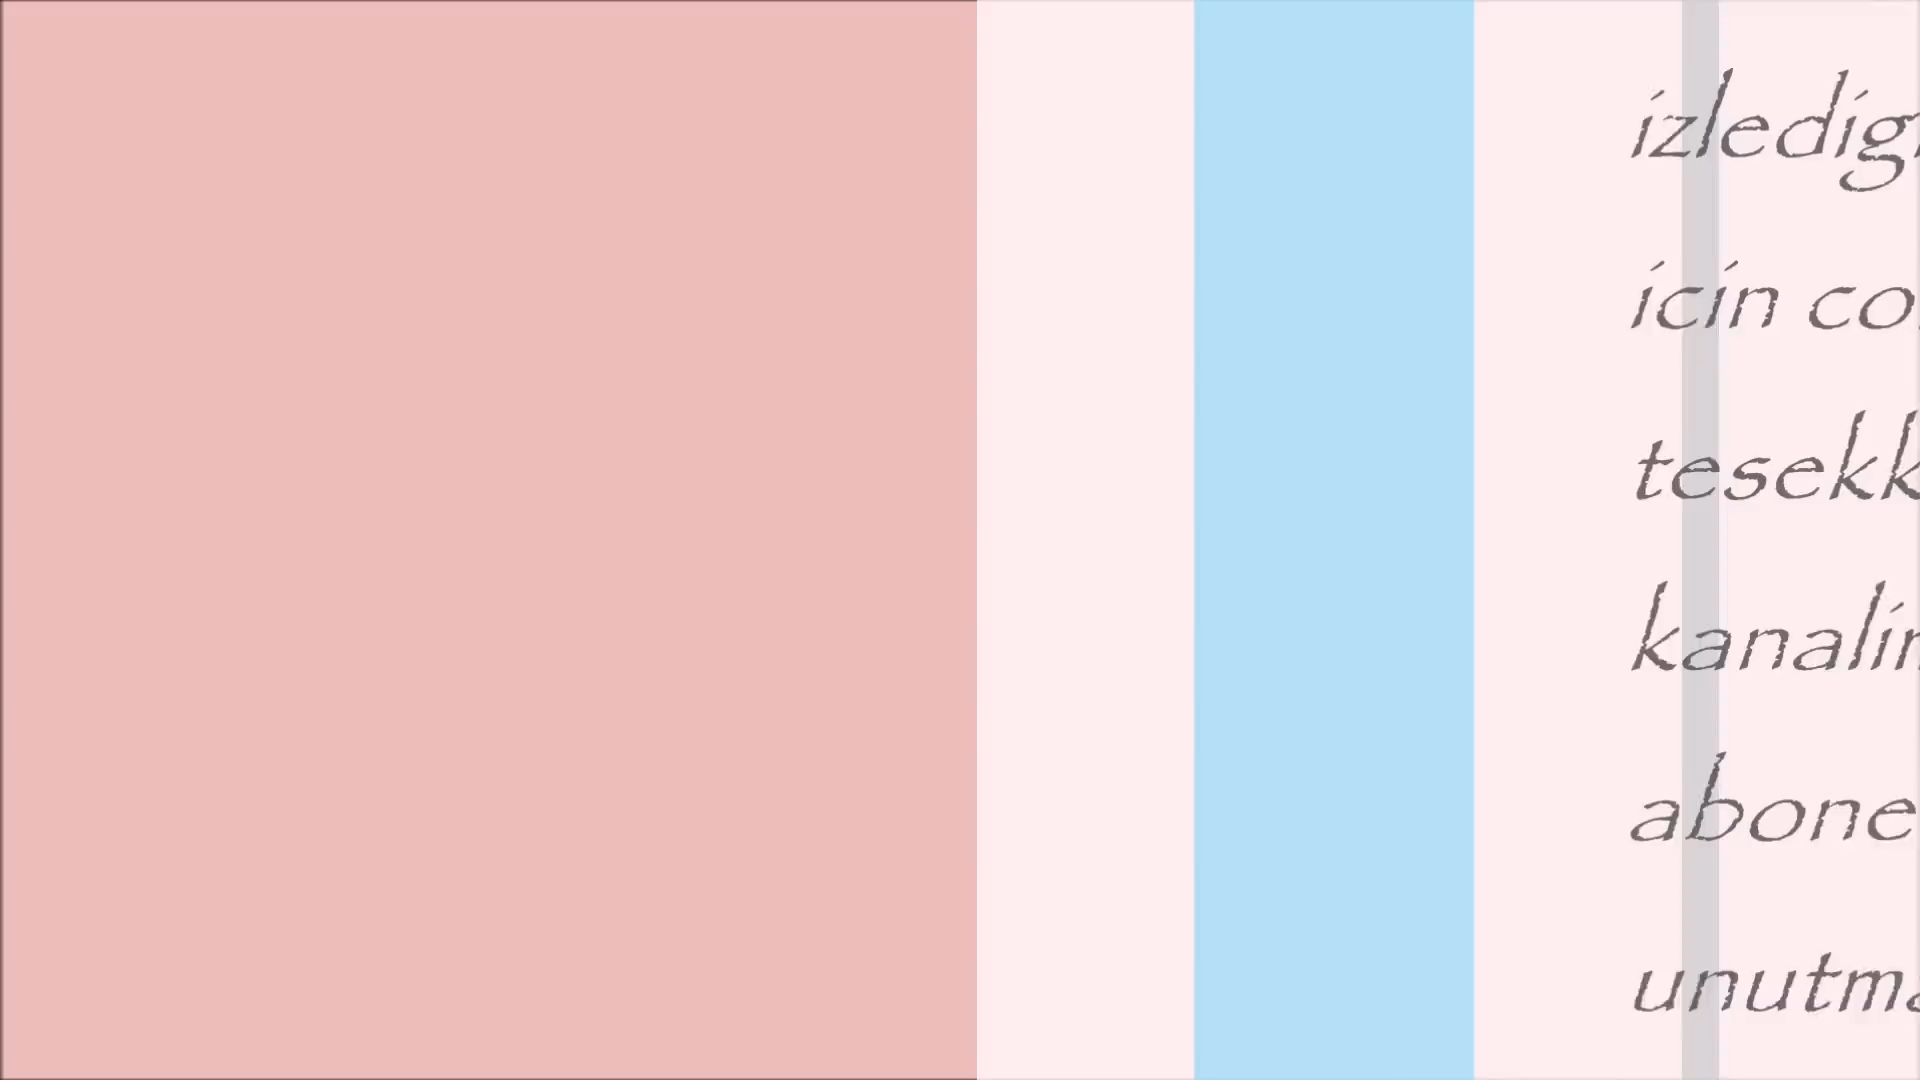 izledig
icin co
tesekk
kanalin
abone
unutma